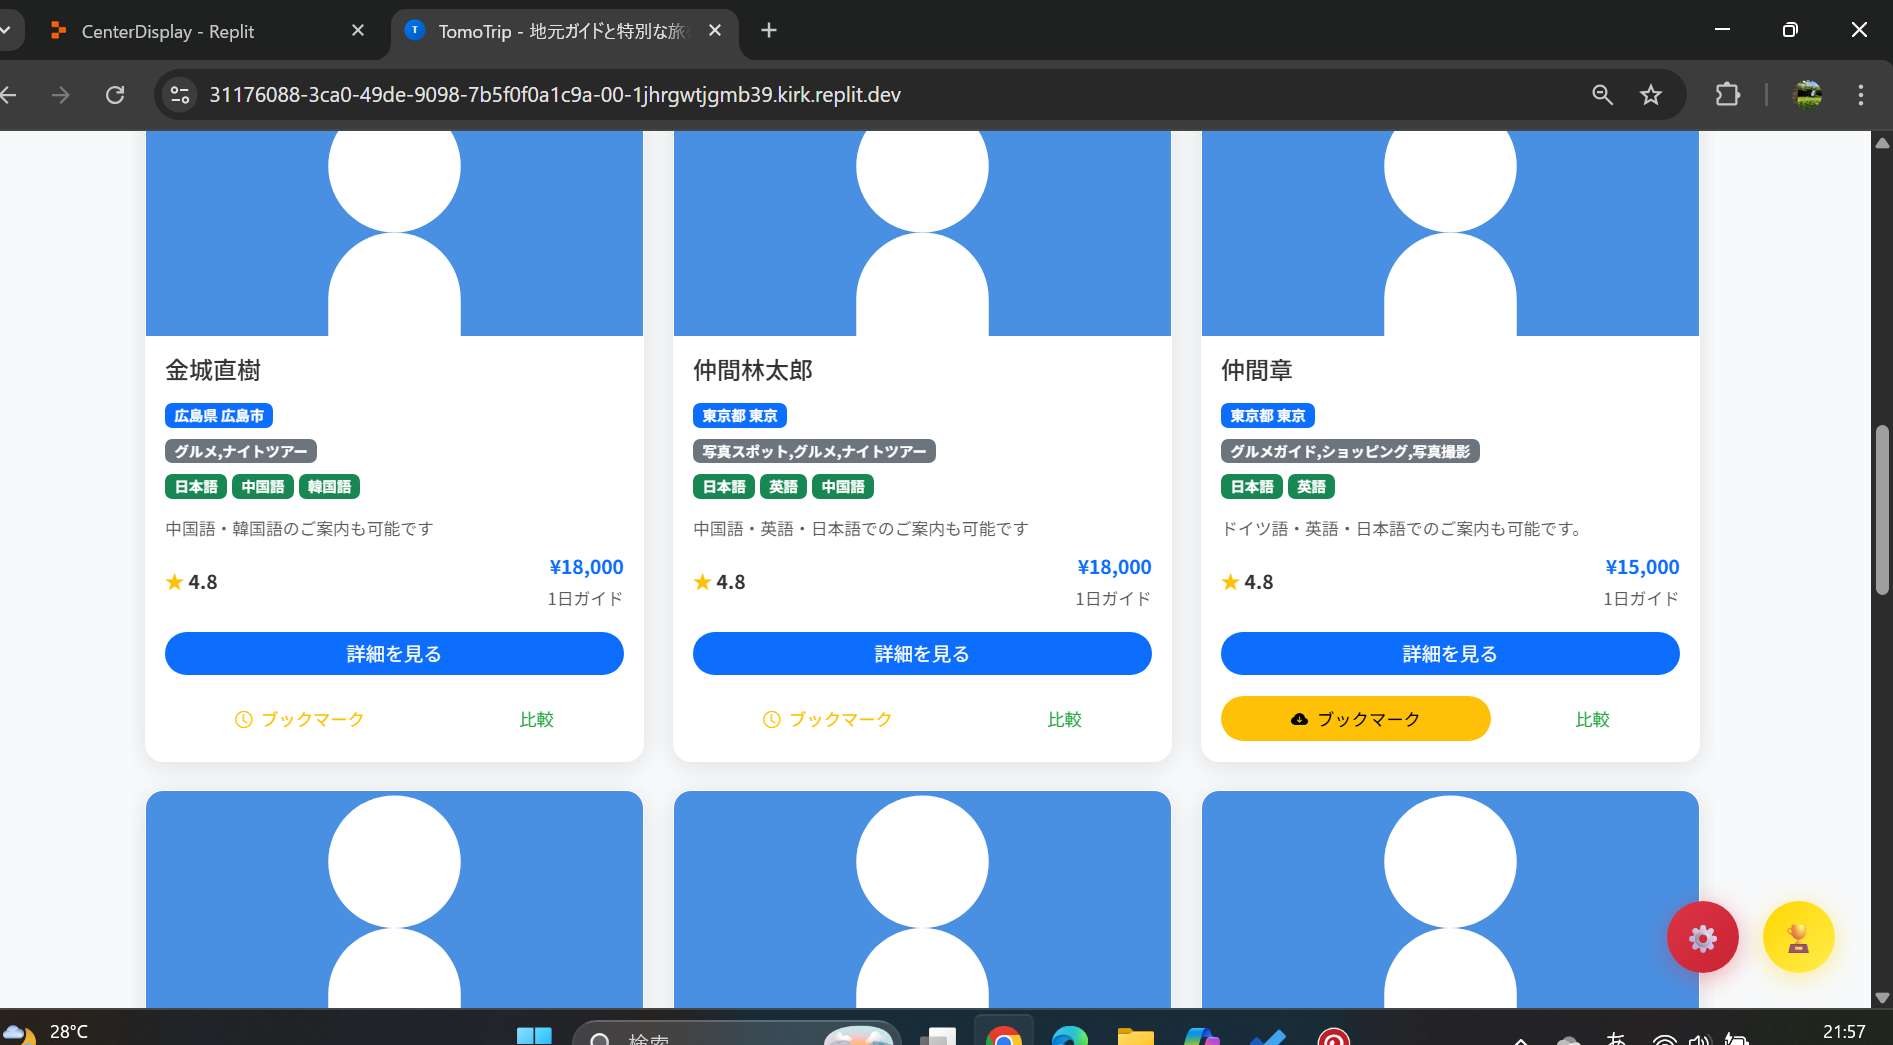 CenterDisplay - Replit
TomoTrip - 地元ガイドと特別な旅
31176088-3ca0-49de-9098-7b5f0f0a1c9a-00-1jhrgwtjgmb39.kirk.replit.dev
金城直樹
広島県 広島市
グルメ,ナイトツアー
日本語 中国語 韓国語
中国語・韓国語のご案内も可能です
★ 4.8
¥18,000
1日ガイド
詳細を見る
ブックマーク 比較
仲間林太郎
東京都 東京
写真スポット,グルメ,ナイトツアー
日本語 英語 中国語
中国語・英語・日本語でのご案内も可能です
★ 4.8
¥18,000
1日ガイド
詳細を見る
ブックマーク 比較
仲間章
東京都 東京
グルメガイド,ショッピング,写真撮影
日本語 英語
ドイツ語・英語・日本語でのご案内も可能です。
★ 4.8
¥15,000
1日ガイド
詳細を見る
ブックマーク 比較
28°C
検索
あ
21:57